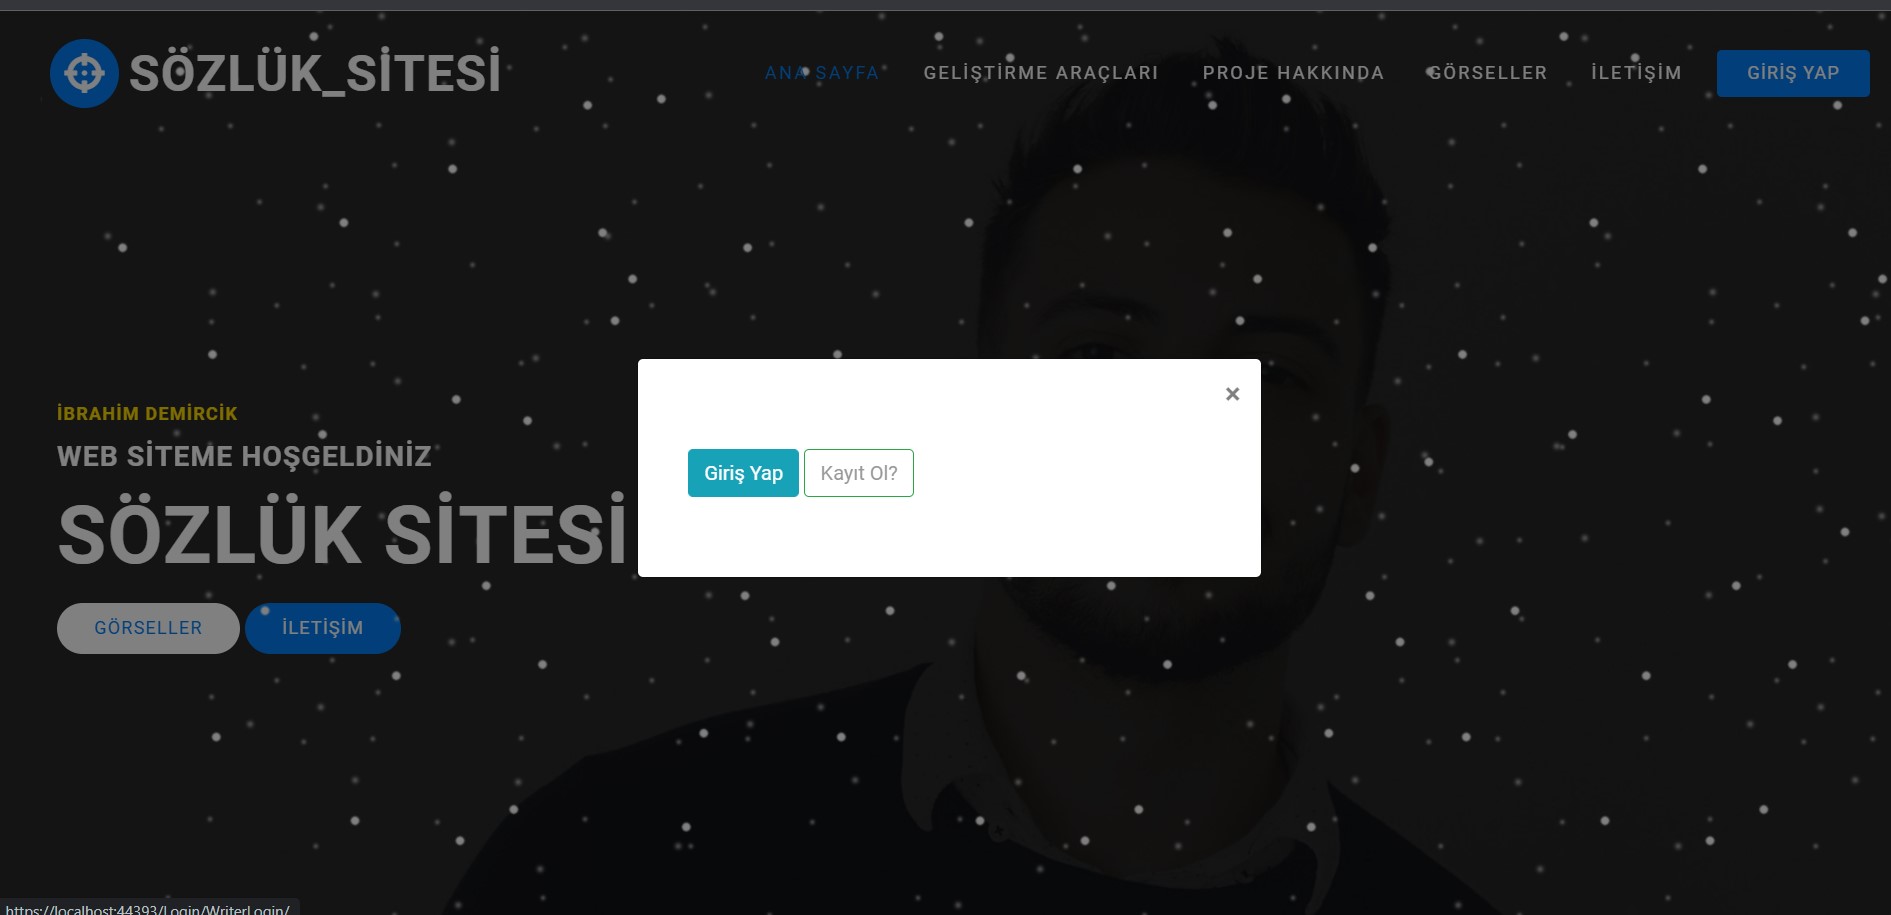 SÖZLÜK_SİTESİ
ANA SAYFA
GELİŞTİRME ARAÇLARI
PROJE HAKKINDA
GÖRSELLER
İLETİŞİM
GİRİŞ YAP
×
İBRAHİM DEMİRCİK
WEB SİTEME HOŞGELDİNİZ
Giriş Yap
Kayıt Ol?
SÖZLÜK SİTESİ
GÖRSELLER
İLETİŞİM
https://localhost:44393/Login/WriterLogin/